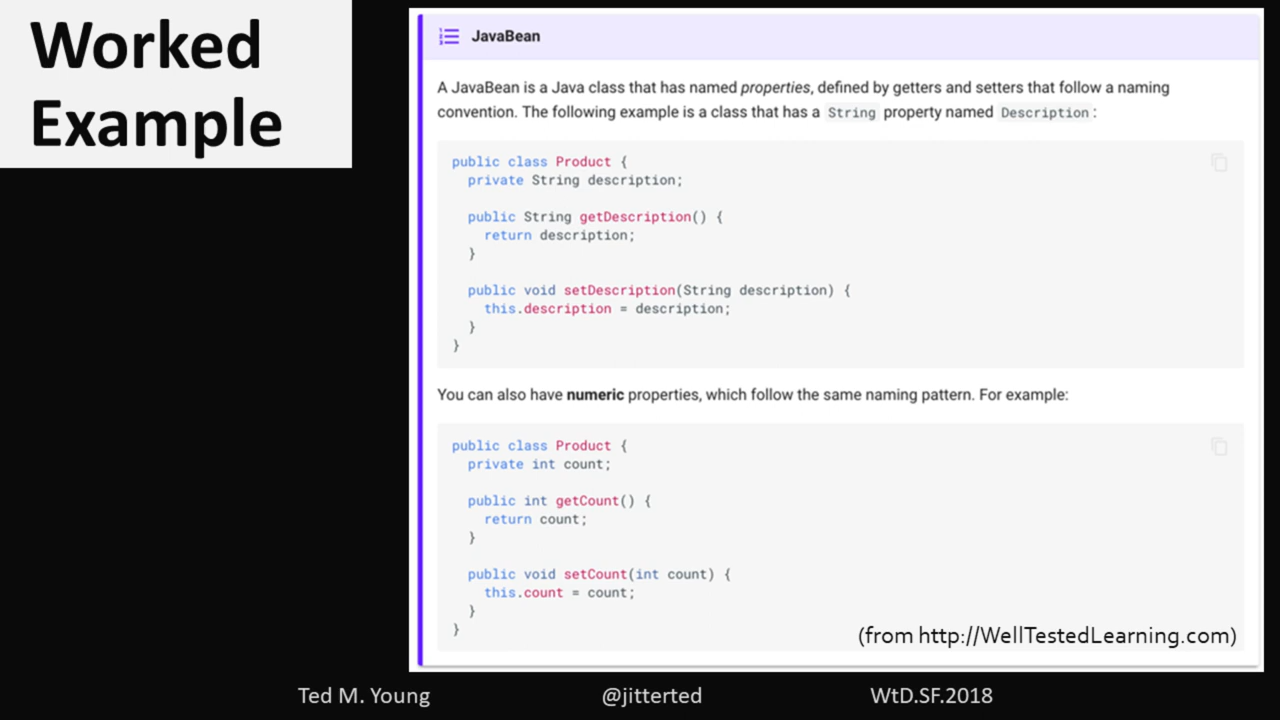 Worked
Example
JavaBean
A JavaBean is a Java class that has named properties, defined by getters and setters that follow a naming
convention. The following example is a class that has a String property named Description:
public class Product {
  private String description;
  public String getDescription() {
    return description;
  }
  public void setDescription(String description) {
    this.description = description;
  }
}
You can also have numeric properties, which follow the same naming pattern. For example:
public class Product {
  private int count;
  public int getCount() {
    return count;
  }
  public void setCount(int count) {
    this.count = count;
  }
}
(from http://WellTestedLearning.com)
Ted M. Young @jitterted WtD.SF.2018